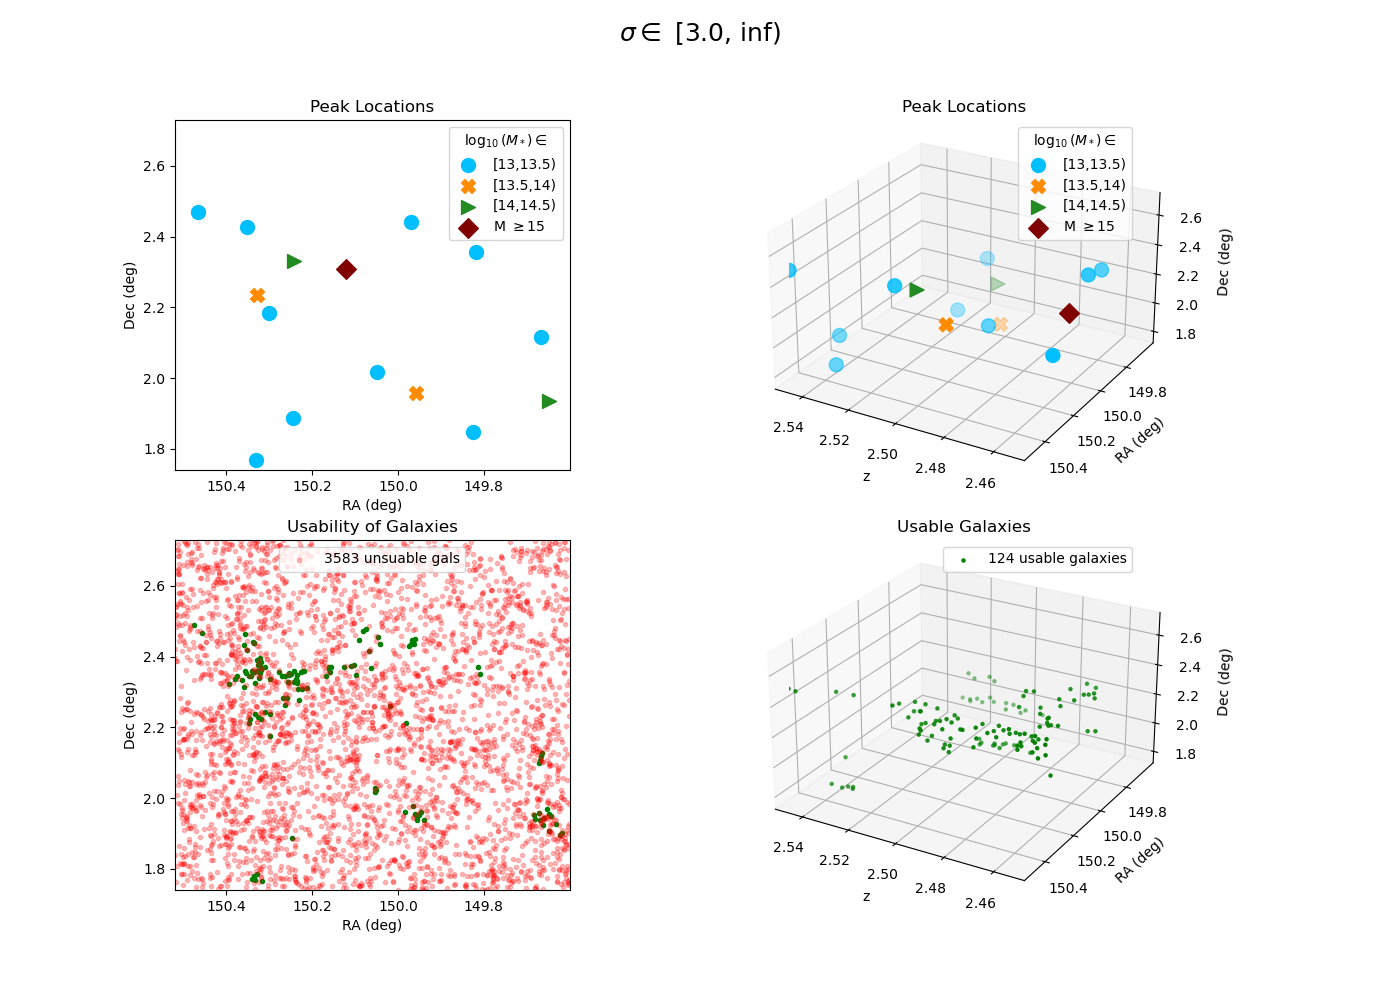 σ ∈ [3.0, inf)
Peak Locations
log₁₀(M*) ∈
[13,13.5)
[13.5,14)
[14,14.5)
M ≥15
2.6
2.4
2.2
2.0
1.8
Dec (deg)
150.4 150.2 150.0 149.8
RA (deg)
Peak Locations
log₁₀(M*) ∈
[13,13.5)
[13.5,14)
[14,14.5)
M ≥15
2.6
2.4
2.2
2.0
1.8
Dec (deg)
149.8
150.0
150.2
150.4
RA (deg)
2.54
2.52
2.50
2.48
2.46
z
Usability of Galaxies
3583 unsuable gals
2.6
2.4
2.2
2.0
1.8
Dec (deg)
150.4 150.2 150.0 149.8
RA (deg)
Usable Galaxies
124 usable galaxies
2.6
2.4
2.2
2.0
1.8
Dec (deg)
149.8
150.0
150.2
150.4
RA (deg)
2.54
2.52
2.50
2.48
2.46
z